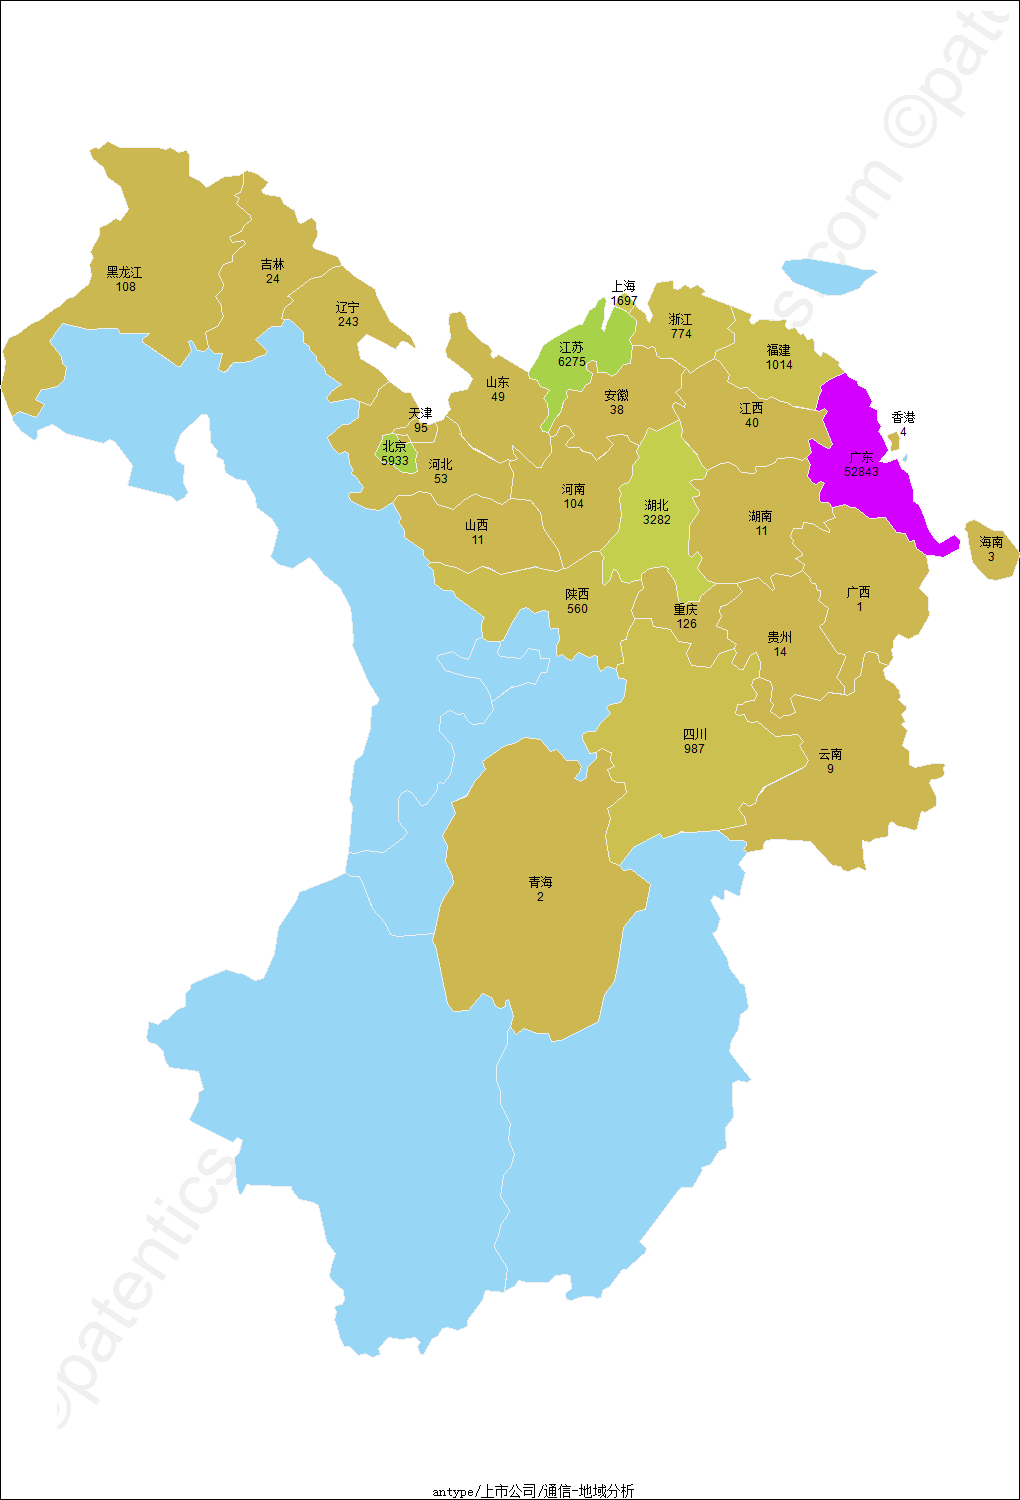 ©patentics.com ©pate
黑龙江
108
吉林
24
辽宁
243
上海
1697
浙江
774
江苏
6275
福建
1014
山东
49
安徽
38
江西
40
天津
95
香港
4
北京
5933
河北
53
广东
52843
河南
104
湖北
3282
湖南
11
山西
11
海南
3
陕西
560
广西
1
重庆
126
贵州
14
四川
987
云南
9
青海
2
antype/上市公司/通信-地域分析